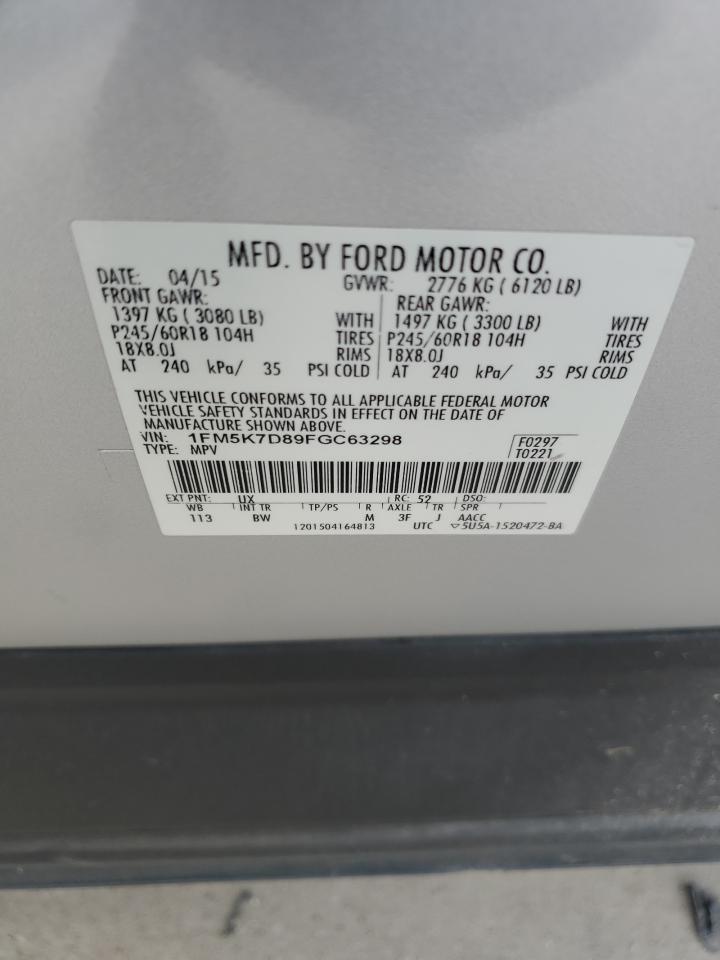 MFD. BY FORD MOTOR CO.
DATE: 04/15 GVWR: 2776 KG ( 6120 LB)
FRONT GAWR: REAR GAWR:
1397 KG ( 3080 LB) WITH 1497 KG ( 3300 LB) WITH
P245/60R18 104H TIRES P245/60R18 104H TIRES
18X8.0J RIMS 18X8.0J RIMS
AT 240 kPa/ 35 PSI COLD AT 240 kPa/ 35 PSI COLD
THIS VEHICLE CONFORMS TO ALL APPLICABLE FEDERAL MOTOR
VEHICLE SAFETY STANDARDS IN EFFECT ON THE DATE OF
MANUFACTURE SHOWN ABOVE.
VIN: 1FM5K7D89FGC63298 F0297
TYPE: MPV T0221
EXT PNT: UX RC: 52 DSO:
WB INT TR TP/PS R AXLE TR SPR
113 BW M 3F J AACC
1201504164813 UTC ▽5U5A-1520472-BA